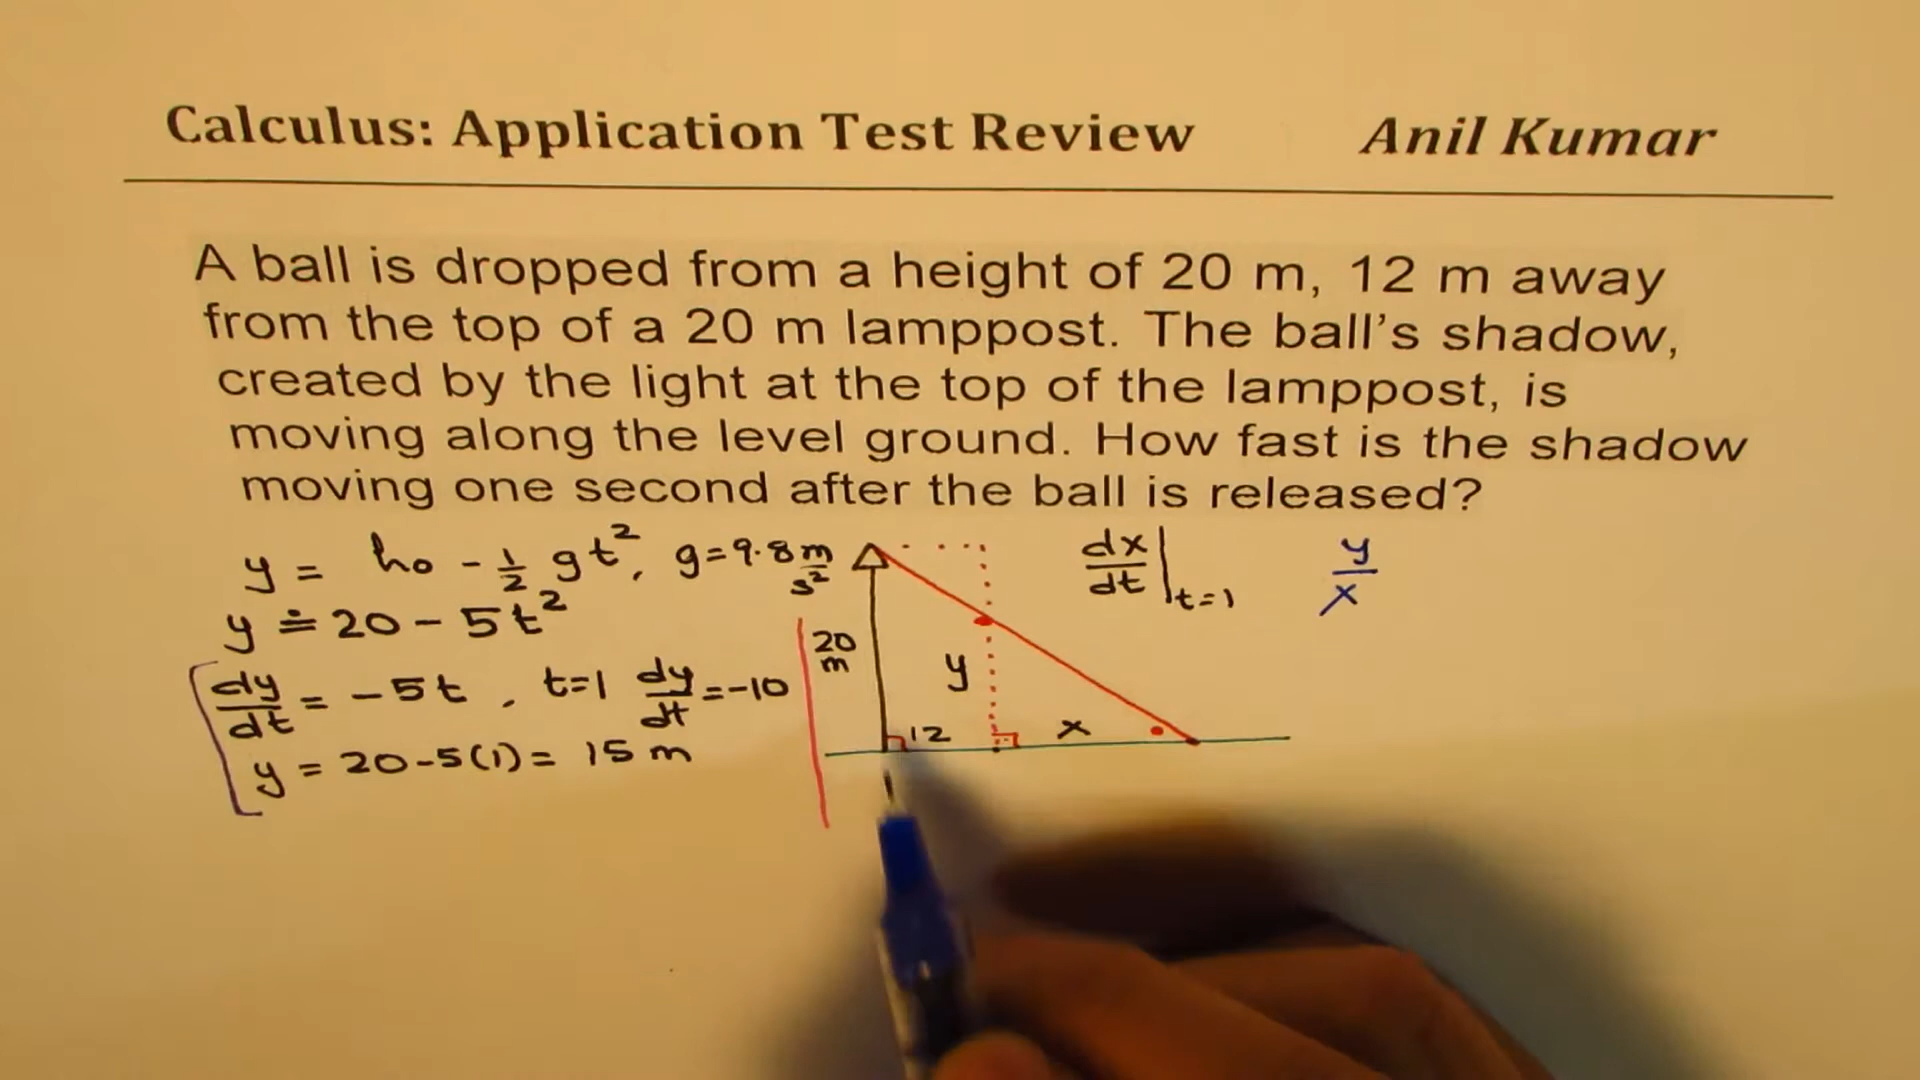 Calculus: Application Test Review Anil Kumar
A ball is dropped from a height of 20 m, 12 m away
from the top of a 20 m lamppost. The ball's shadow,
created by the light at the top of the lamppost, is
moving along the level ground. How fast is the shadow
moving one second after the ball is released?
y = ho - 1/2 gt², g = 9.8 m/s²
y ≐ 20 - 5t²
dy/dt = -5t, t=1 dy/dt = -10
y = 20-5(1) = 15 m
20 m
y
12
x
dx/dt | t=1
y/x